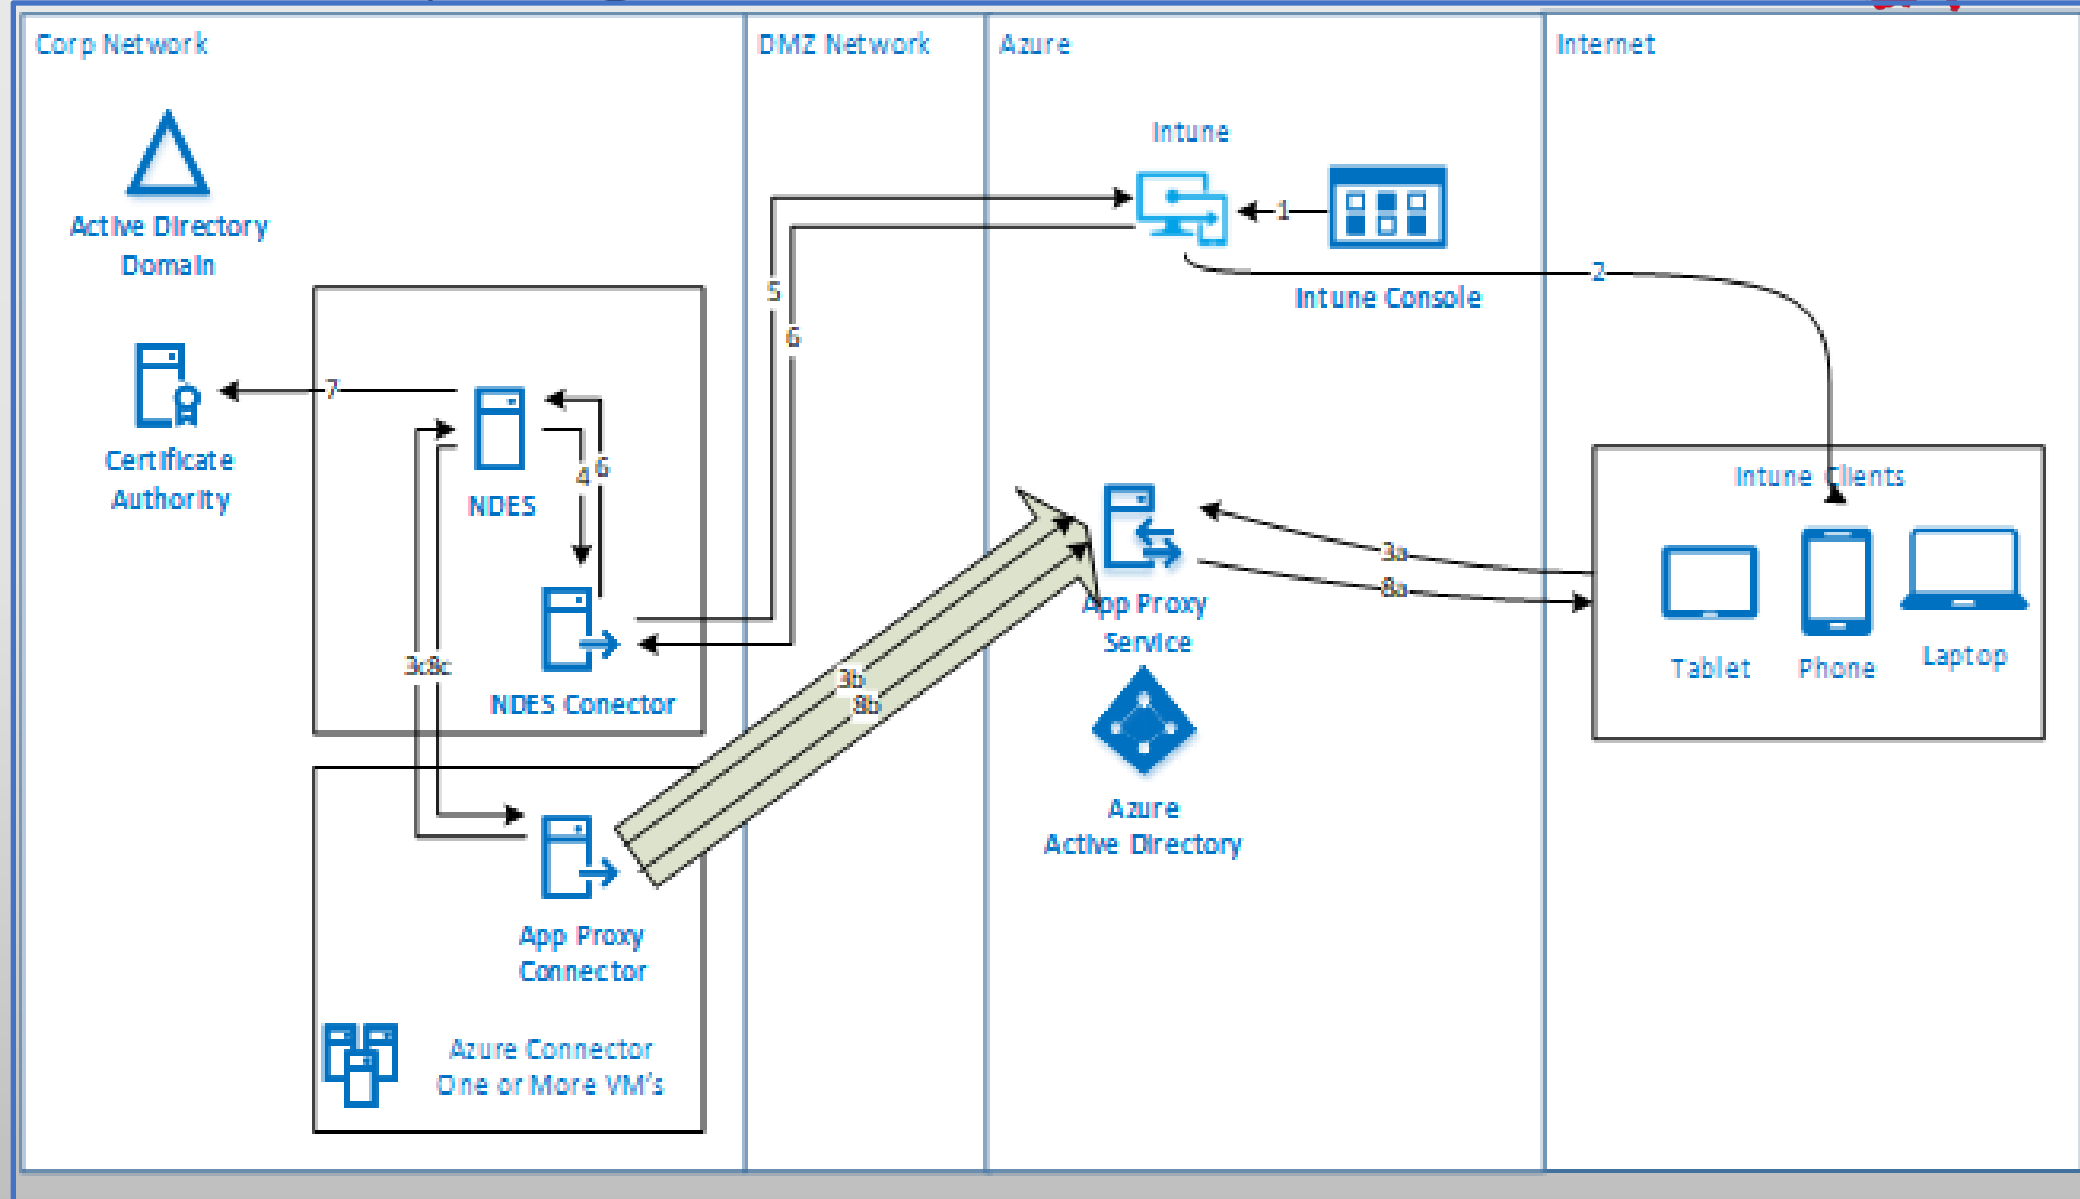 Corp Network
DMZ Network
Azure
Internet
Intune
1
2
Intune Console
Active Directory
Domain
5
6
7
Certificate
Authority
4
6
NDES
Intune Clients
3a
8a
App Proxy
Service
Tablet
Phone
Laptop
3c
8c
3b
8b
NDES Conector
Azure
Active Directory
App Proxy
Connector
Azure Connector
One or More VM's